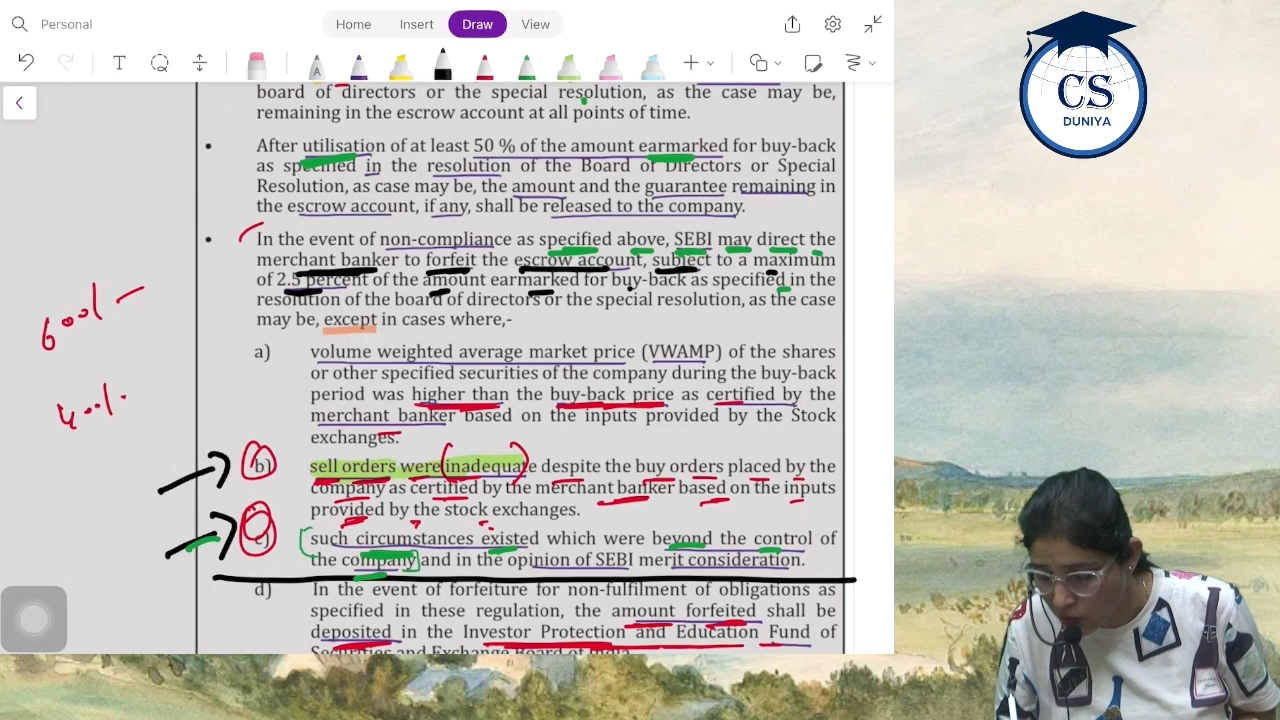 Personal
Home Insert Draw View
board of directors or the special resolution, as the case may be,
remaining in the escrow account at all points of time.
• After utilisation of at least 50 % of the amount earmarked for buy-back
as specified in the resolution of the Board of Directors or Special
Resolution, as case may be, the amount and the guarantee remaining in
the escrow account, if any, shall be released to the company.
• In the event of non-compliance as specified above, SEBI may direct the
merchant banker to forfeit the escrow account, subject to a maximum
of 2.5 percent of the amount earmarked for buy-back as specified in the
resolution of the board of directors or the special resolution, as the case
may be, except in cases where,-
a) volume weighted average market price (VWAMP) of the shares
or other specified securities of the company during the buy-back
period was higher than the buy-back price as certified by the
merchant banker based on the inputs provided by the Stock
exchanges.
b) sell orders were inadequate despite the buy orders placed by the
company as certified by the merchant banker based on the inputs
provided by the stock exchanges.
c) such circumstances existed which were beyond the control of
the company and in the opinion of SEBI merit consideration.
d) In the event of forfeiture for non-fulfilment of obligations as
specified in these regulation, the amount forfeited shall be
deposited in the Investor Protection and Education Fund of
Securities and Exchange Board of India
CS
DUNIYA